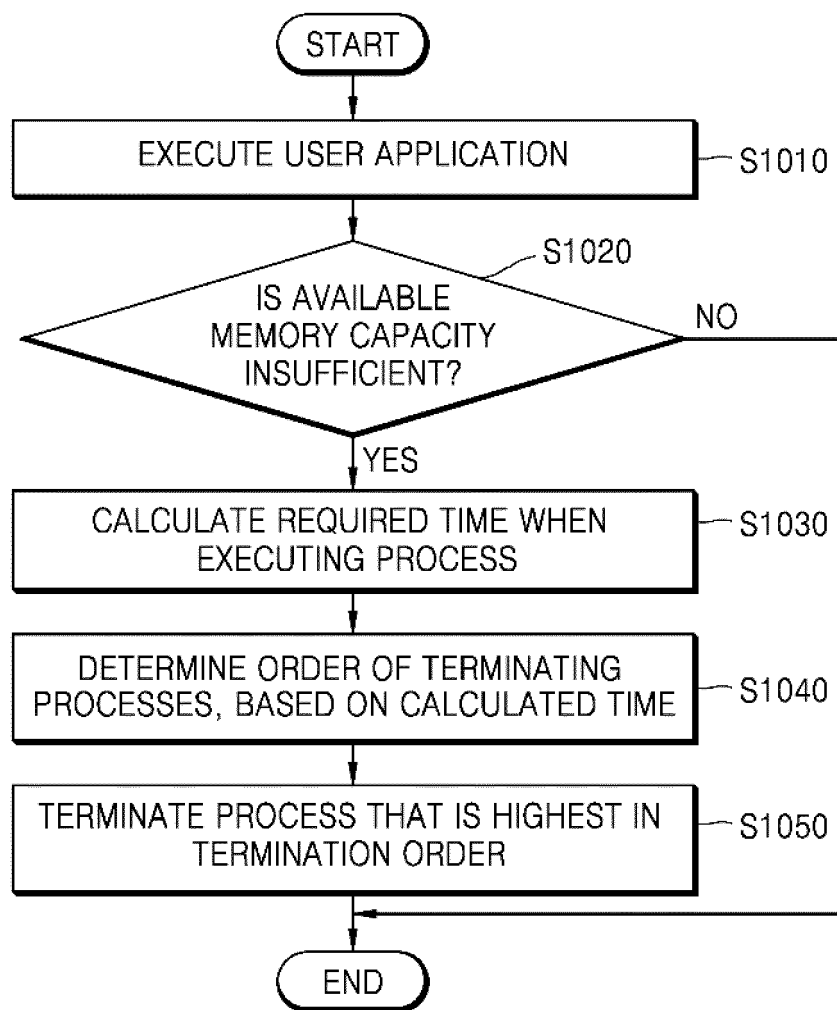 START
EXECUTE USER APPLICATION
S1010
S1020
IS AVAILABLE
MEMORY CAPACITY
INSUFFICIENT?
NO
YES
CALCULATE REQUIRED TIME WHEN
EXECUTING PROCESS
S1030
DETERMINE ORDER OF TERMINATING
PROCESSES, BASED ON CALCULATED TIME
S1040
TERMINATE PROCESS THAT IS HIGHEST IN
TERMINATION ORDER
S1050
END